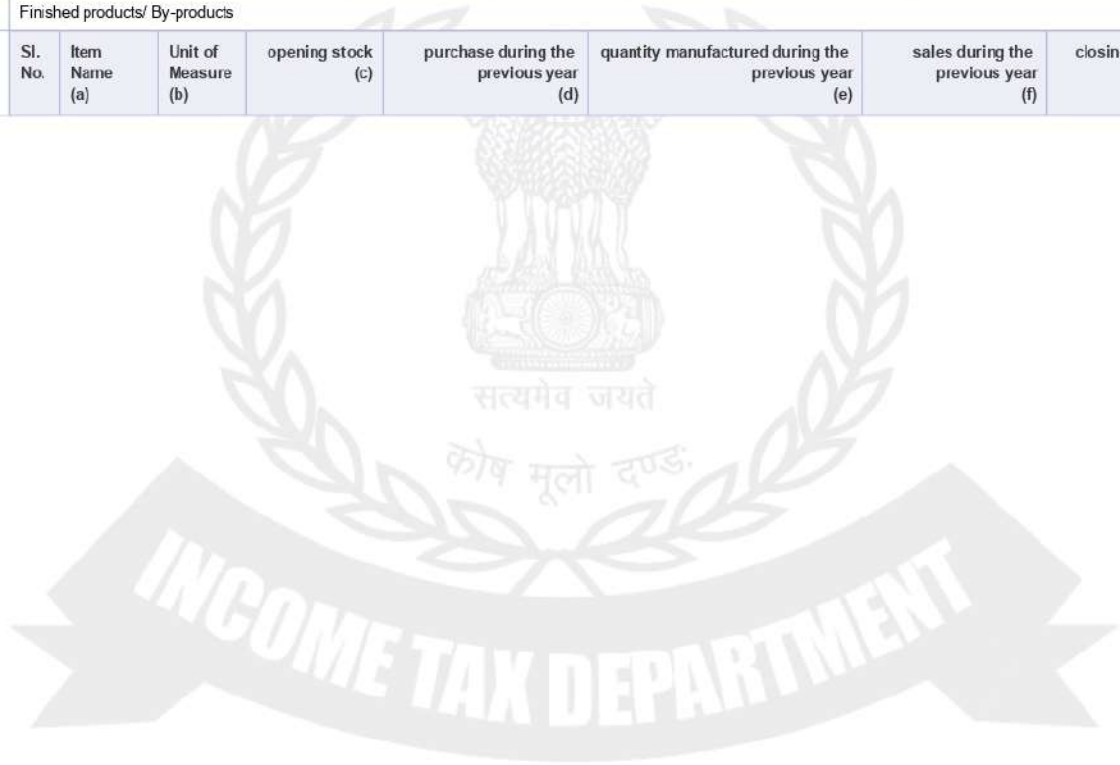 Finished products/ By-products
Sl. No. Item Name (a) Unit of Measure (b) opening stock (c) purchase during the previous year (d) quantity manufactured during the previous year (e) sales during the previous year (f) closin
सत्यमेव जयते
कोष मूलो दण्डः
INCOME TAX DEPARTMENT